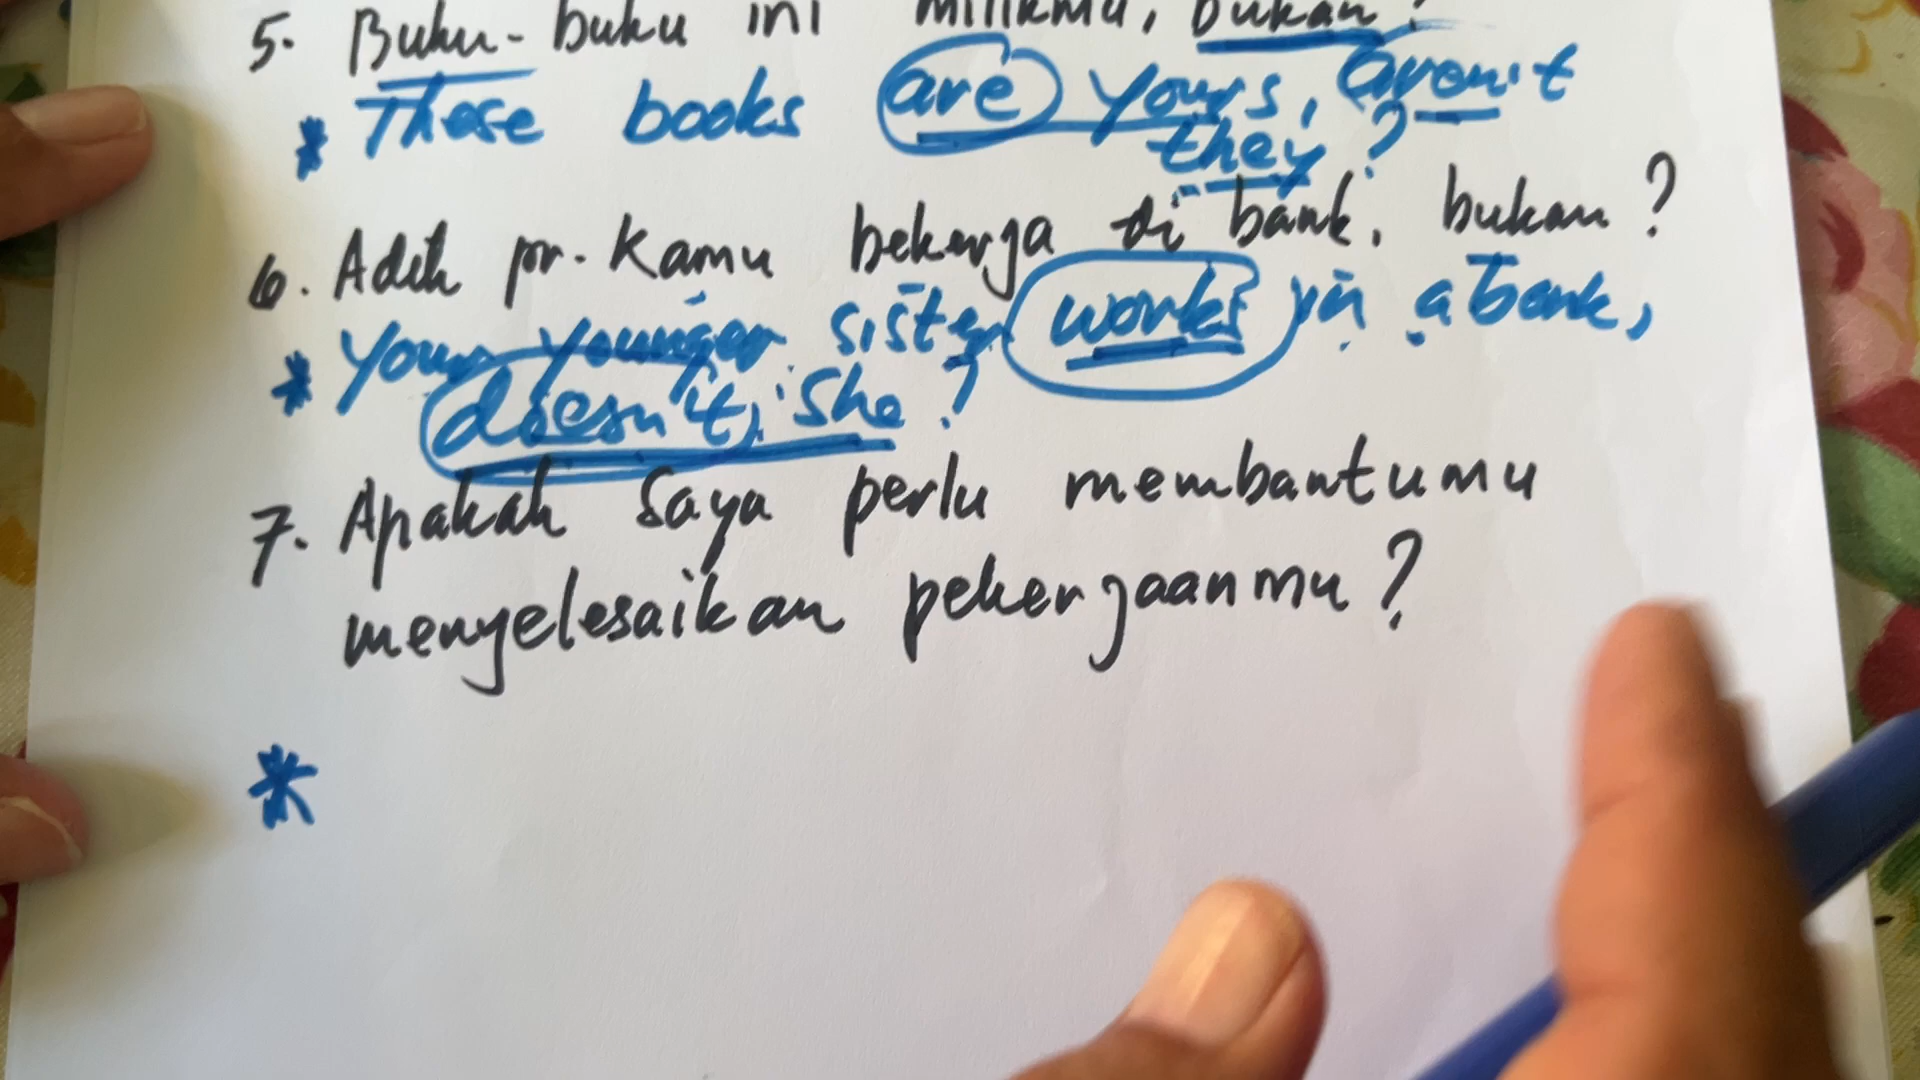 5. Buku-buku ini milikmu, bukan?
* These books are yours, aren't
they?
6. Adik pr. kamu bekerja di bank, bukan?
* Your younger sister works in a bank,
doesn't she?
7. Apakah saya perlu membantumu
menyelesaikan pekerjaanmu?
*